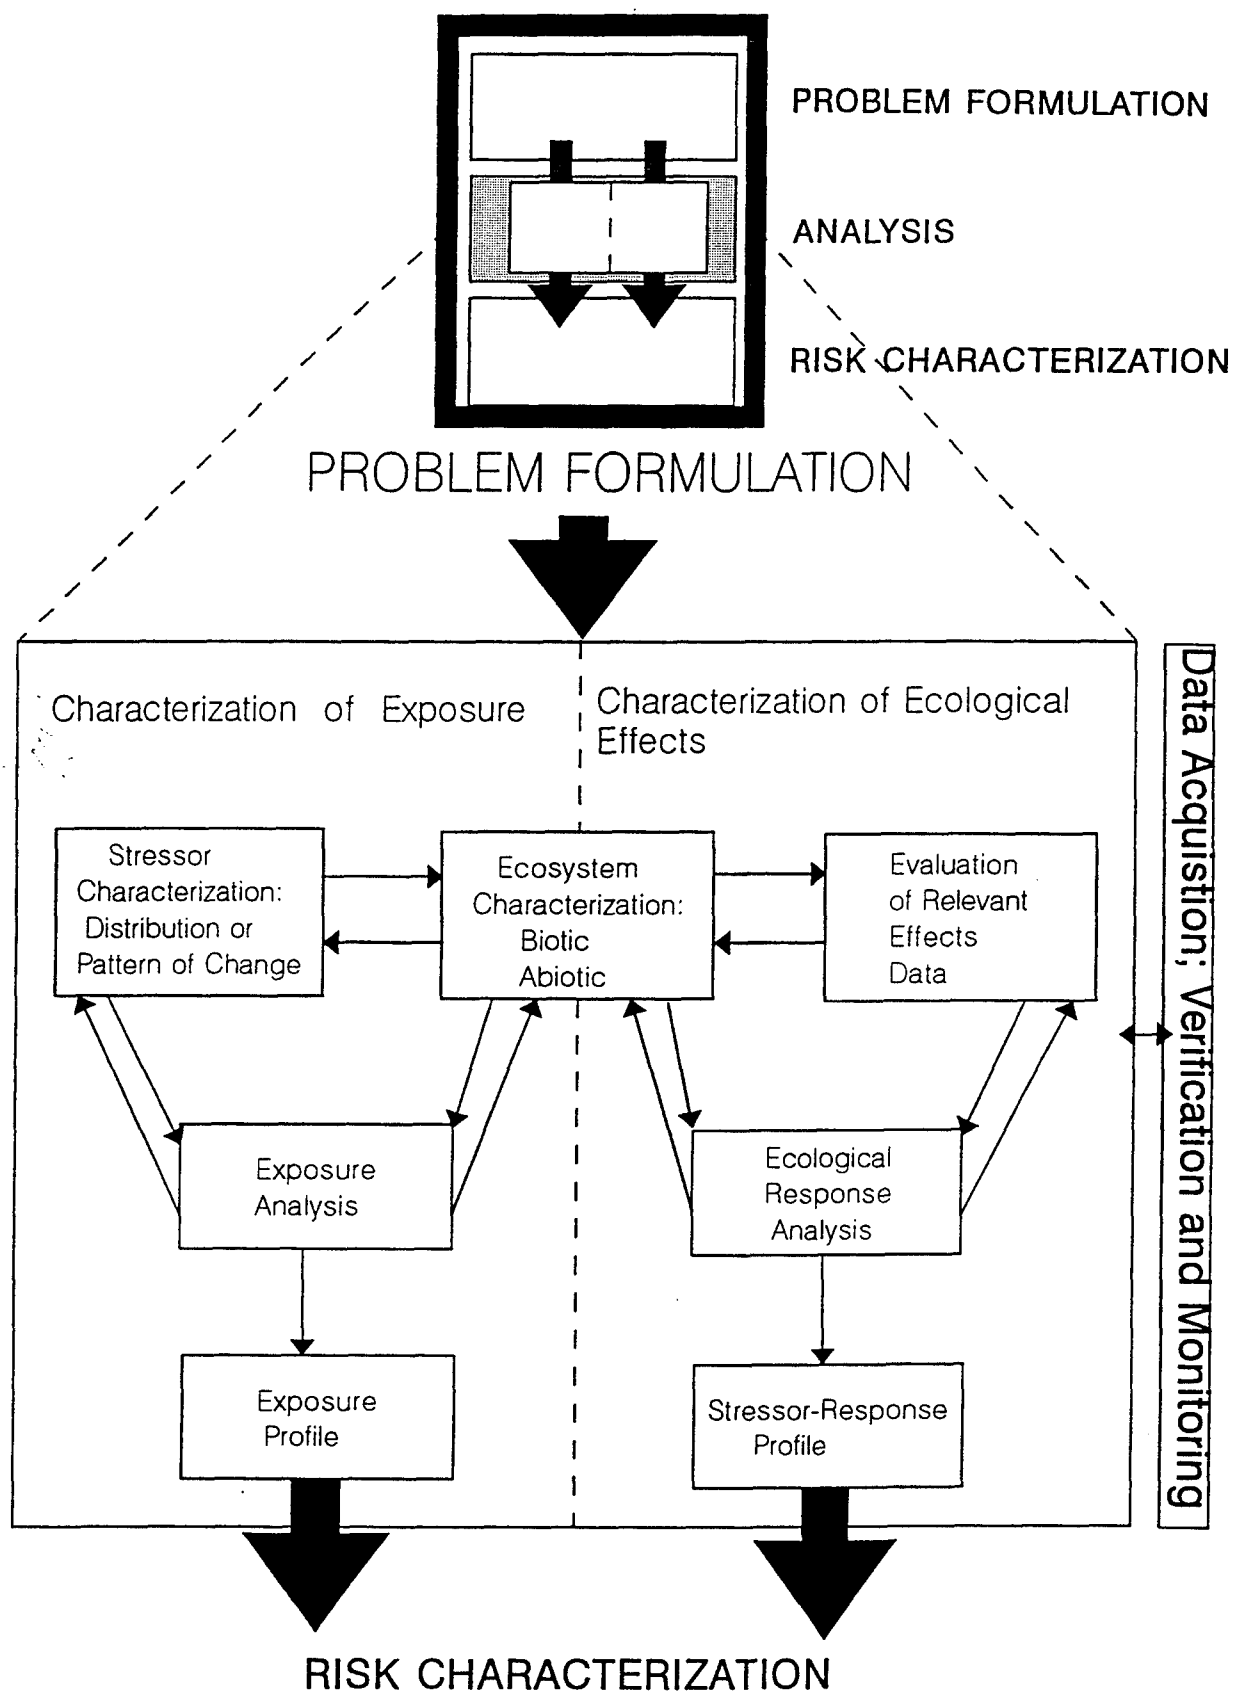 PROBLEM FORMULATION
ANALYSIS
RISK CHARACTERIZATION
PROBLEM FORMULATION
Characterization of Exposure
Characterization of Ecological
Effects
Stressor
Characterization:
Distribution or
Pattern of Change
Ecosystem
Characterization:
Biotic
Abiotic
Evaluation
of Relevant
Effects
Data
Exposure
Analysis
Ecological
Response
Analysis
Exposure
Profile
Stressor-Response
Profile
Data Acquistion; Verification and Monitoring
RISK CHARACTERIZATION